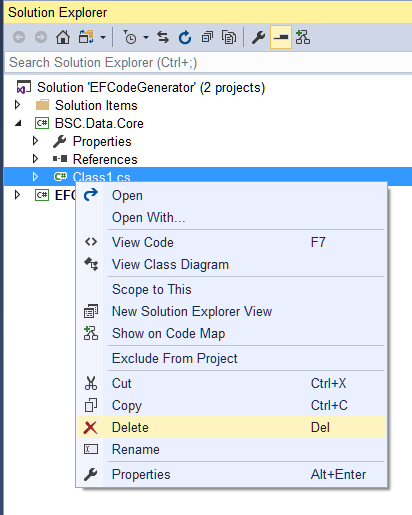 Solution Explorer
Search Solution Explorer (Ctrl+;)
Solution 'EFCodeGenerator' (2 projects)
Solution Items
C# BSC.Data.Core
Properties
References
C# Class1.cs
C# EFC
Open
Open With...
View Code F7
View Class Diagram
Scope to This
New Solution Explorer View
Show on Code Map
Exclude From Project
Cut Ctrl+X
Copy Ctrl+C
Delete Del
Rename
Properties Alt+Enter